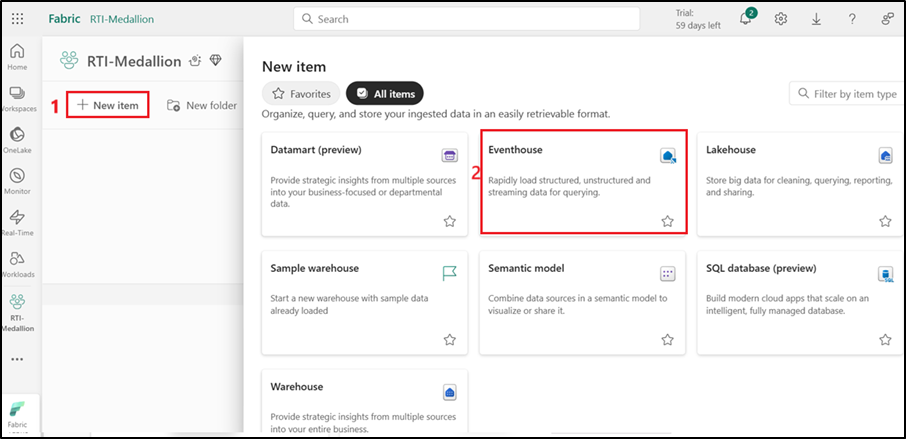 Fabric RTI-Medallion
Search
Trial:
59 days left
2
?
Home
Workspaces
OneLake
Monitor
Real-Time
Workloads
RTI-
Medallion
...
Fabric
RTI-Medallion
1
+ New item
New folder
New item
Favorites
All items
Filter by item type
Organize, query, and store your ingested data in an easily retrievable format.
Datamart (preview)
Provide strategic insights from multiple sources
into your business-focused or departmental
data.
2
Eventhouse
Rapidly load structured, unstructured and
streaming data for querying.
Lakehouse
Store big data for cleaning, querying, reporting,
and sharing.
Sample warehouse
Start a new warehouse with sample data
already loaded
Semantic model
Combine data sources in a semantic model to
visualize or share it.
SQL database (preview)
SQL
Build modern cloud apps that scale on an
intelligent, fully managed database.
Warehouse
Provide strategic insights from multiple sources
into your entire business.